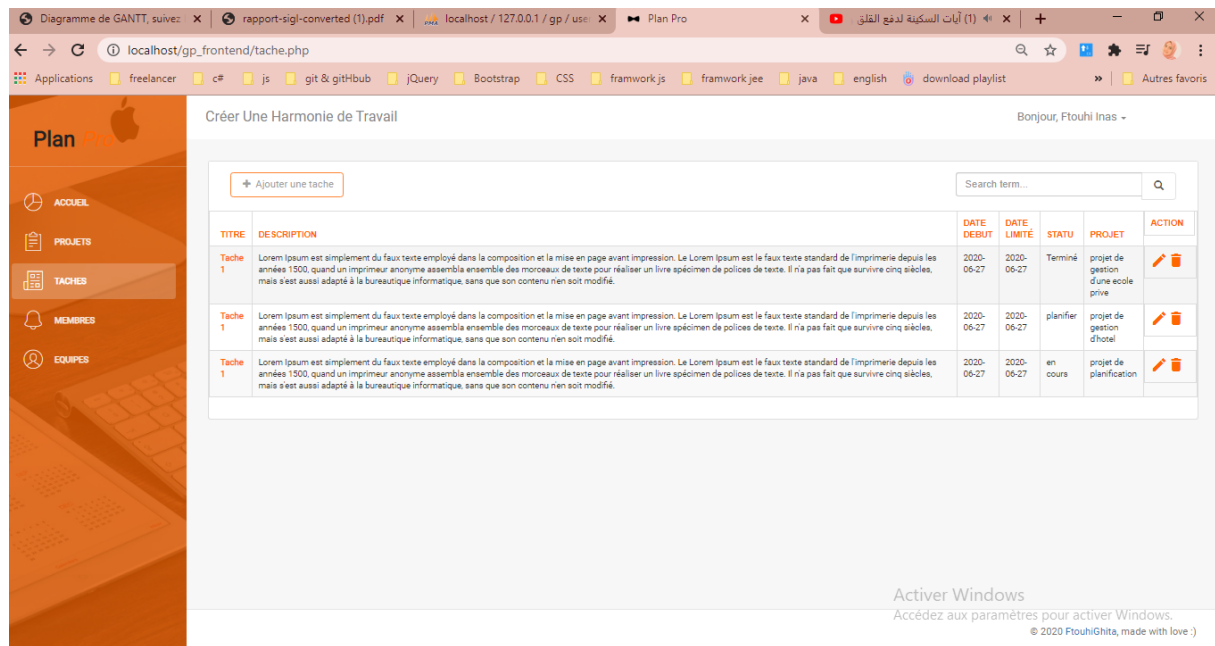 Diagramme de GANTT, suivez
rapport-sigl-converted (1).pdf
localhost / 127.0.0.1 / gp / use
Plan Pro
(1) آيات السكينة لدفع القلق
localhost/gp_frontend/tache.php
Applications freelancer c# js git & gitHbub jQuery Bootstrap CSS framwork js framwork jee java english download playlist » Autres favoris
Plan Pro
Créer Une Harmonie de Travail
Bonjour, Ftouhi Inas
ACCUEIL
PROJETS
TACHES
MEMBRES
EQUIPES
+ Ajouter une tache
Search term...
TITRE DESCRIPTION DATE DEBUT DATE LIMITÉ STATU PROJET ACTION
Tache 1
Lorem Ipsum est simplement du faux texte employé dans la composition et la mise en page avant impression. Le Lorem Ipsum est le faux texte standard de l'imprimerie depuis les
années 1500, quand un imprimeur anonyme assembla ensemble des morceaux de texte pour réaliser un livre spécimen de polices de texte. Il n'a pas fait que survivre cinq siècles,
mais s'est aussi adapté à la bureautique informatique, sans que son contenu n'en soit modifié.
2020-06-27
2020-06-27
Terminé
projet de
gestion
d'une ecole
prive
Tache 1
Lorem Ipsum est simplement du faux texte employé dans la composition et la mise en page avant impression. Le Lorem Ipsum est le faux texte standard de l'imprimerie depuis les
années 1500, quand un imprimeur anonyme assembla ensemble des morceaux de texte pour réaliser un livre spécimen de polices de texte. Il n'a pas fait que survivre cinq siècles,
mais s'est aussi adapté à la bureautique informatique, sans que son contenu n'en soit modifié.
2020-06-27
2020-06-27
planifier
projet de
gestion
d'hotel
Tache 1
Lorem Ipsum est simplement du faux texte employé dans la composition et la mise en page avant impression. Le Lorem Ipsum est le faux texte standard de l'imprimerie depuis les
années 1500, quand un imprimeur anonyme assembla ensemble des morceaux de texte pour réaliser un livre spécimen de polices de texte. Il n'a pas fait que survivre cinq siècles,
mais s'est aussi adapté à la bureautique informatique, sans que son contenu n'en soit modifié.
2020-06-27
2020-06-27
en cours
projet de
planification
Activer Windows
Accédez aux paramètres pour activer Windows.
© 2020 FtouhiGhita, made with love :)